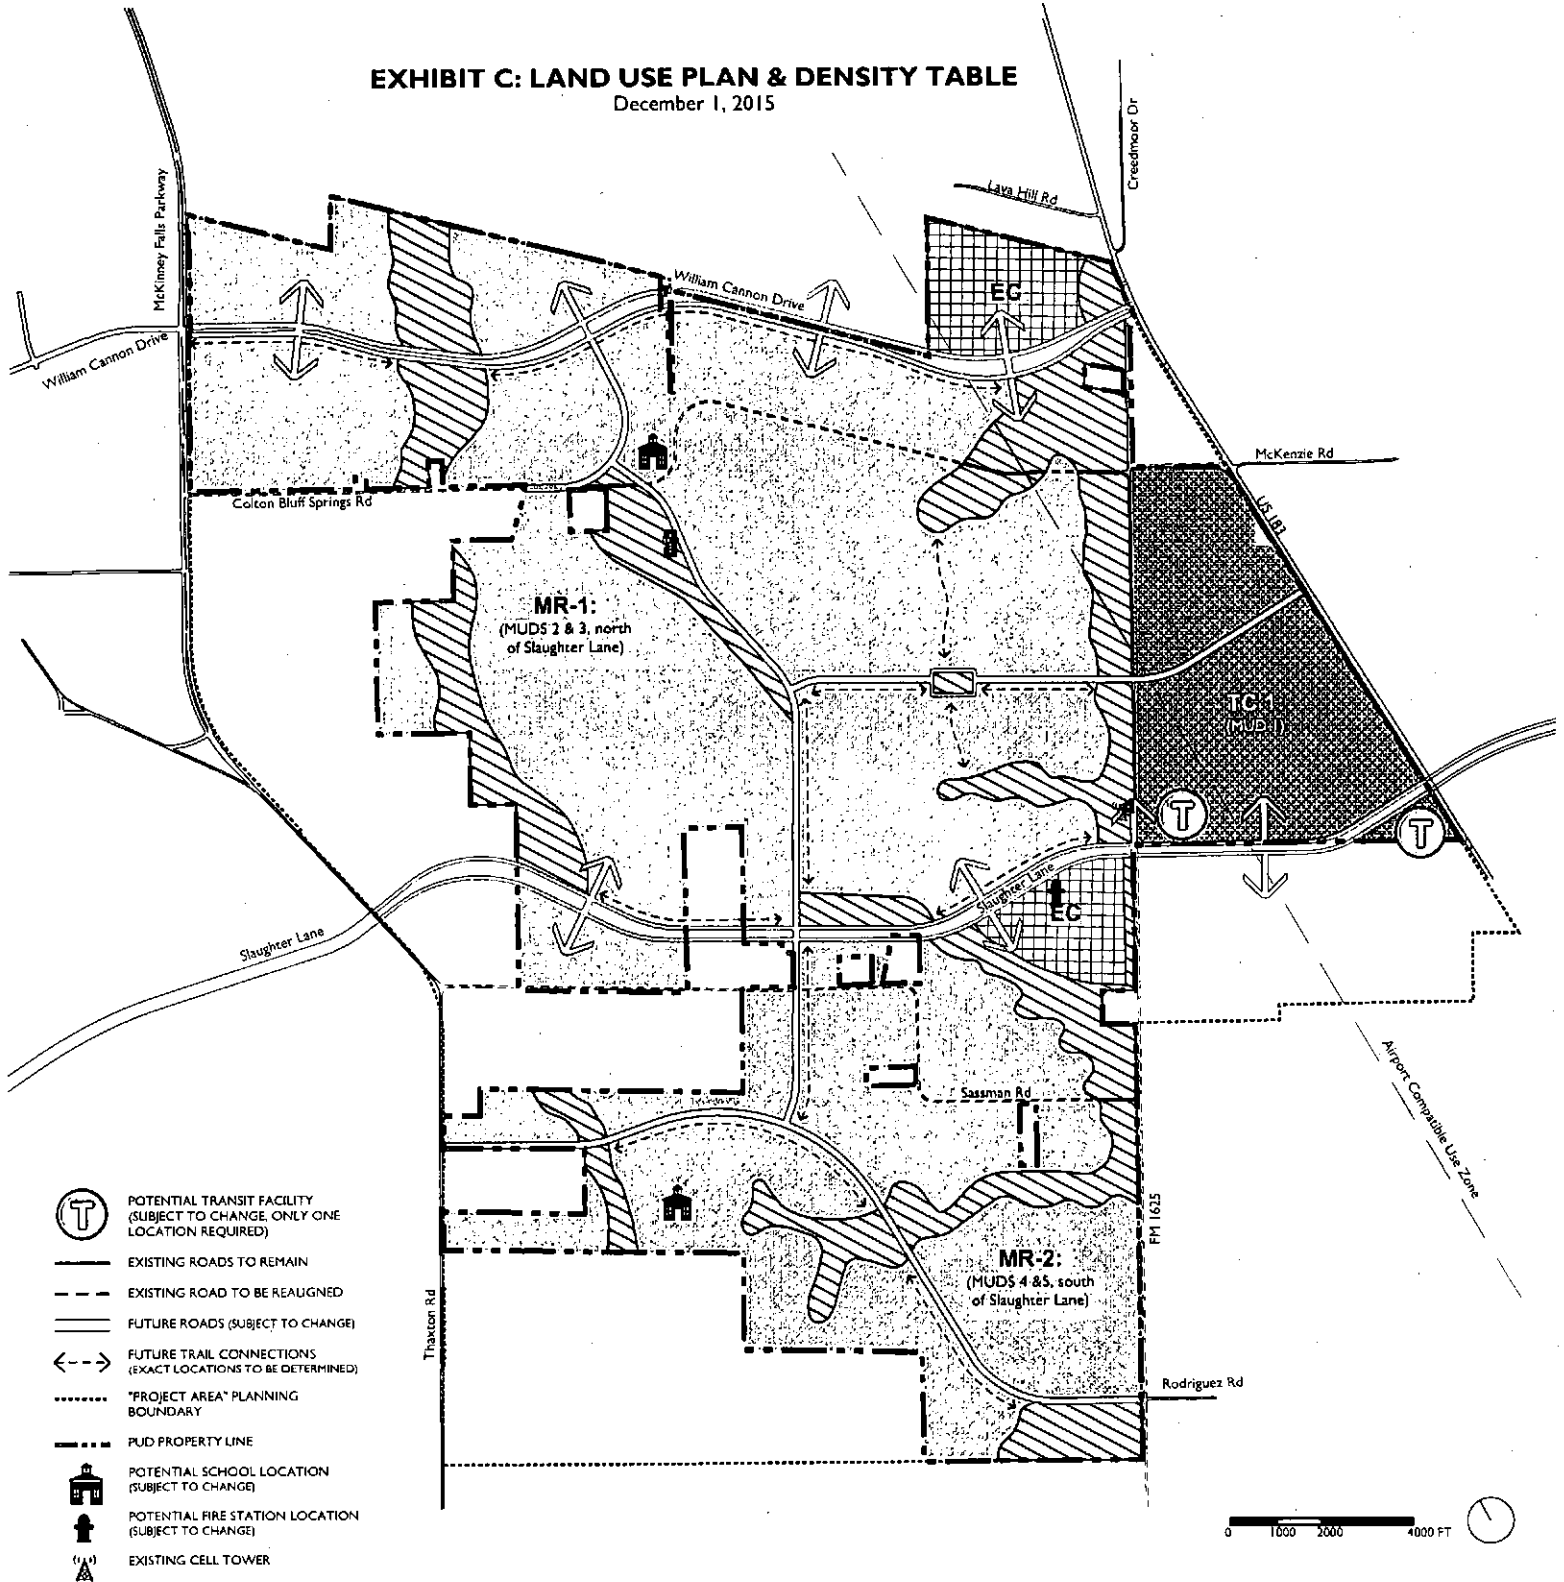 EXHIBIT C: LAND USE PLAN & DENSITY TABLE
December 1, 2015
Creedmoor Dr
Lava Hill Rd
McKinney Falls Parkway
William Cannon Drive
EC
William Cannon Drive
McKenzie Rd
US 183
Colton Bluff Springs Rd
MR-1:
(MUDS 2 & 3, north
of Slaughter Lane)
TC 1
(MUD 1)
T
T
Slaughter Lane
EC
Slaughter Lane
Airport Compatible Use Zone
Sassman Rd
FM 1625
MR-2:
(MUDS 4 &5, south
of Slaughter Lane)
Thaxton Rd
Rodriguez Rd
T
POTENTIAL TRANSIT FACILITY
(SUBJECT TO CHANGE, ONLY ONE
LOCATION REQUIRED)
EXISTING ROADS TO REMAIN
EXISTING ROAD TO BE REALIGNED
FUTURE ROADS (SUBJECT TO CHANGE)
FUTURE TRAIL CONNECTIONS
(EXACT LOCATIONS TO BE DETERMINED)
"PROJECT AREA" PLANNING
BOUNDARY
PUD PROPERTY LINE
POTENTIAL SCHOOL LOCATION
(SUBJECT TO CHANGE)
POTENTIAL FIRE STATION LOCATION
(SUBJECT TO CHANGE)
EXISTING CELL TOWER
0 1000 2000 4000 FT